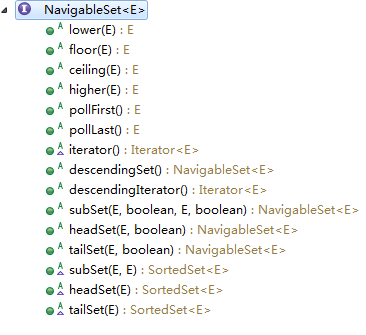 I NavigableSet<E>
A lower(E) : E
A floor(E) : E
A ceiling(E) : E
A higher(E) : E
A pollFirst() : E
A pollLast() : E
A iterator() : Iterator<E>
A descendingSet() : NavigableSet<E>
A descendingIterator() : Iterator<E>
A subSet(E, boolean, E, boolean) : NavigableSet<E>
A headSet(E, boolean) : NavigableSet<E>
A tailSet(E, boolean) : NavigableSet<E>
A subSet(E, E) : SortedSet<E>
A headSet(E) : SortedSet<E>
A tailSet(E) : SortedSet<E>